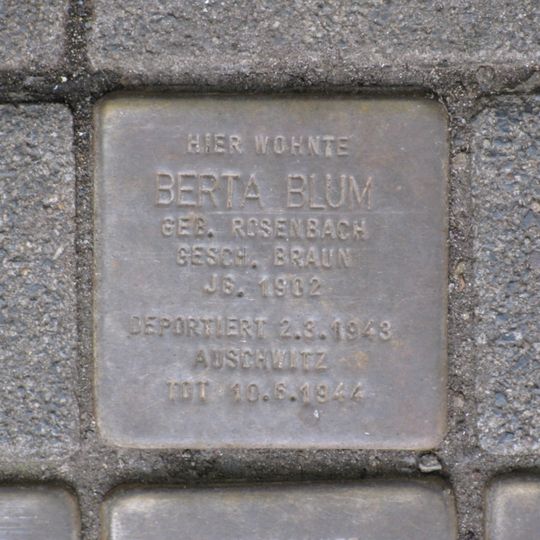 HIER WOHNTE
BERTA BLUM
GEB. ROSENBACH
GESCH. BRAUN
JG. 1902
DEPORTIERT 2.3.1943
AUSCHWITZ
TOT 10.6.1944